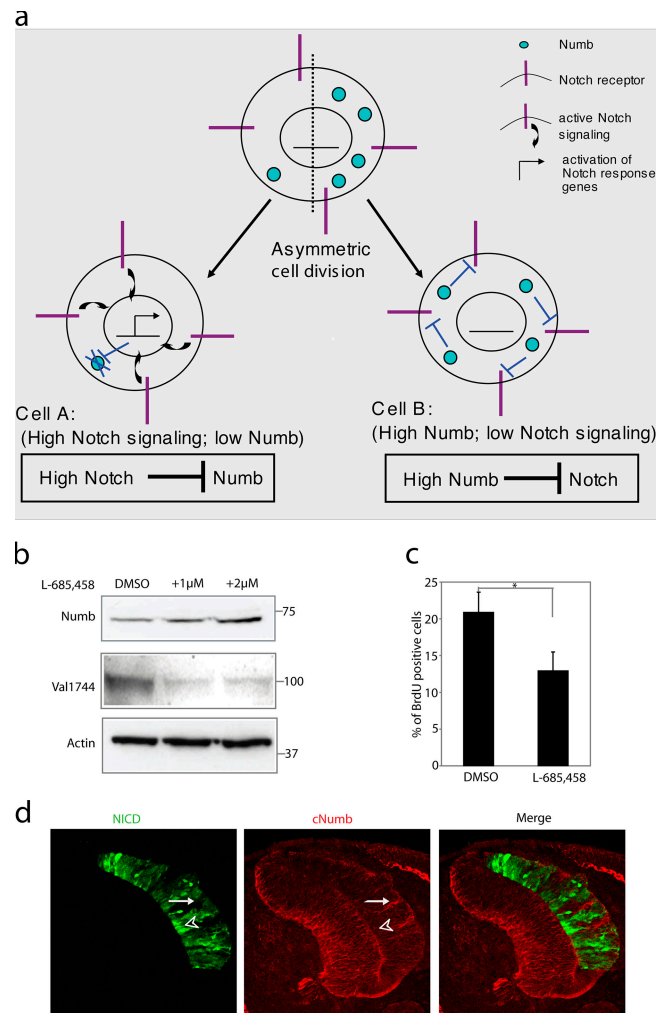 a
Numb
Notch receptor
active Notch
signaling
activation of
Notch response
genes
Asymmetric
cell division
Cell A:
(High Notch signaling; low Numb)
High Notch
Numb
Cell B:
(High Numb; low Notch signaling)
High Numb
Notch
b
L-685,458
DMSO
+1μM
+2μM
Numb
75
Val1744
100
Actin
37
c
% of BrdU positive cells
25
20
15
10
5
0
*
DMSO
L-685,458
d
NICD
cNumb
Merge